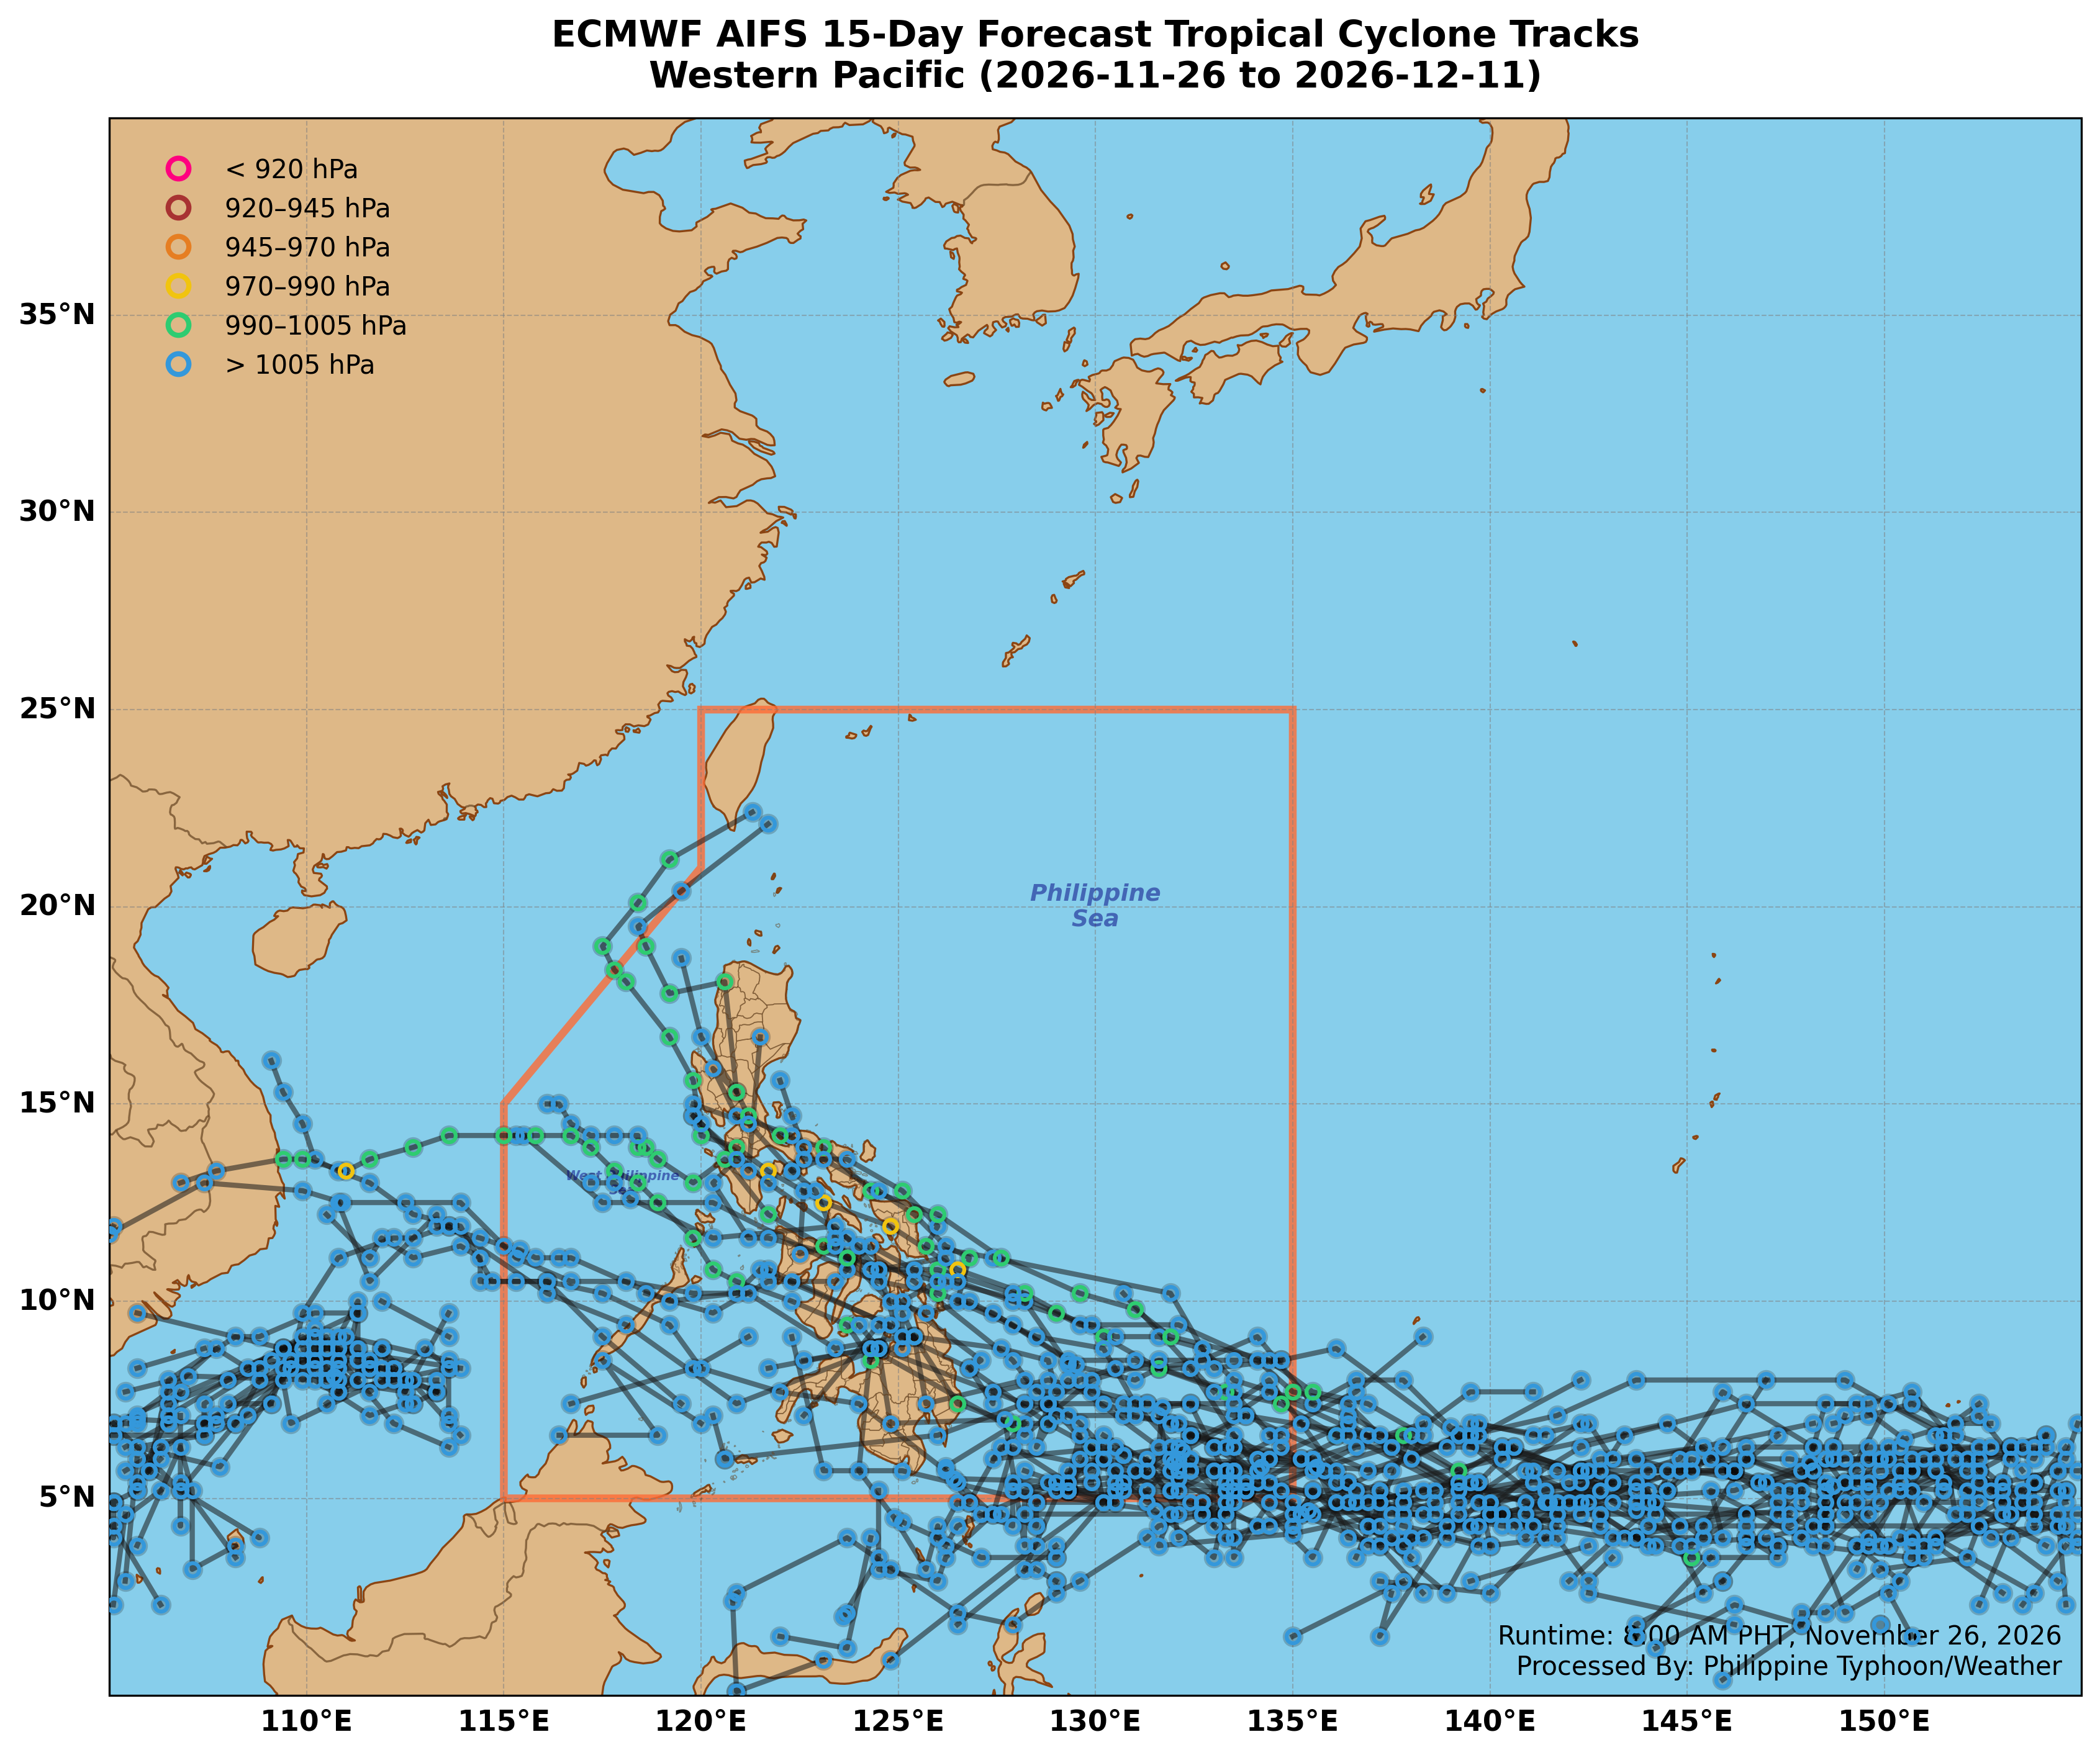 ECMWF AIFS 15-Day Forecast Tropical Cyclone Tracks
Western Pacific (2026-11-26 to 2026-12-11)
< 920 hPa
920–945 hPa
945–970 hPa
970–990 hPa
990–1005 hPa
> 1005 hPa
35°N
30°N
25°N
20°N
15°N
10°N
5°N
Philippine
Sea
West Philippine
Sea
Runtime: 8:00 AM PHT, November 26, 2026
Processed By: Philippine Typhoon/Weather
110°E
115°E
120°E
125°E
130°E
135°E
140°E
145°E
150°E